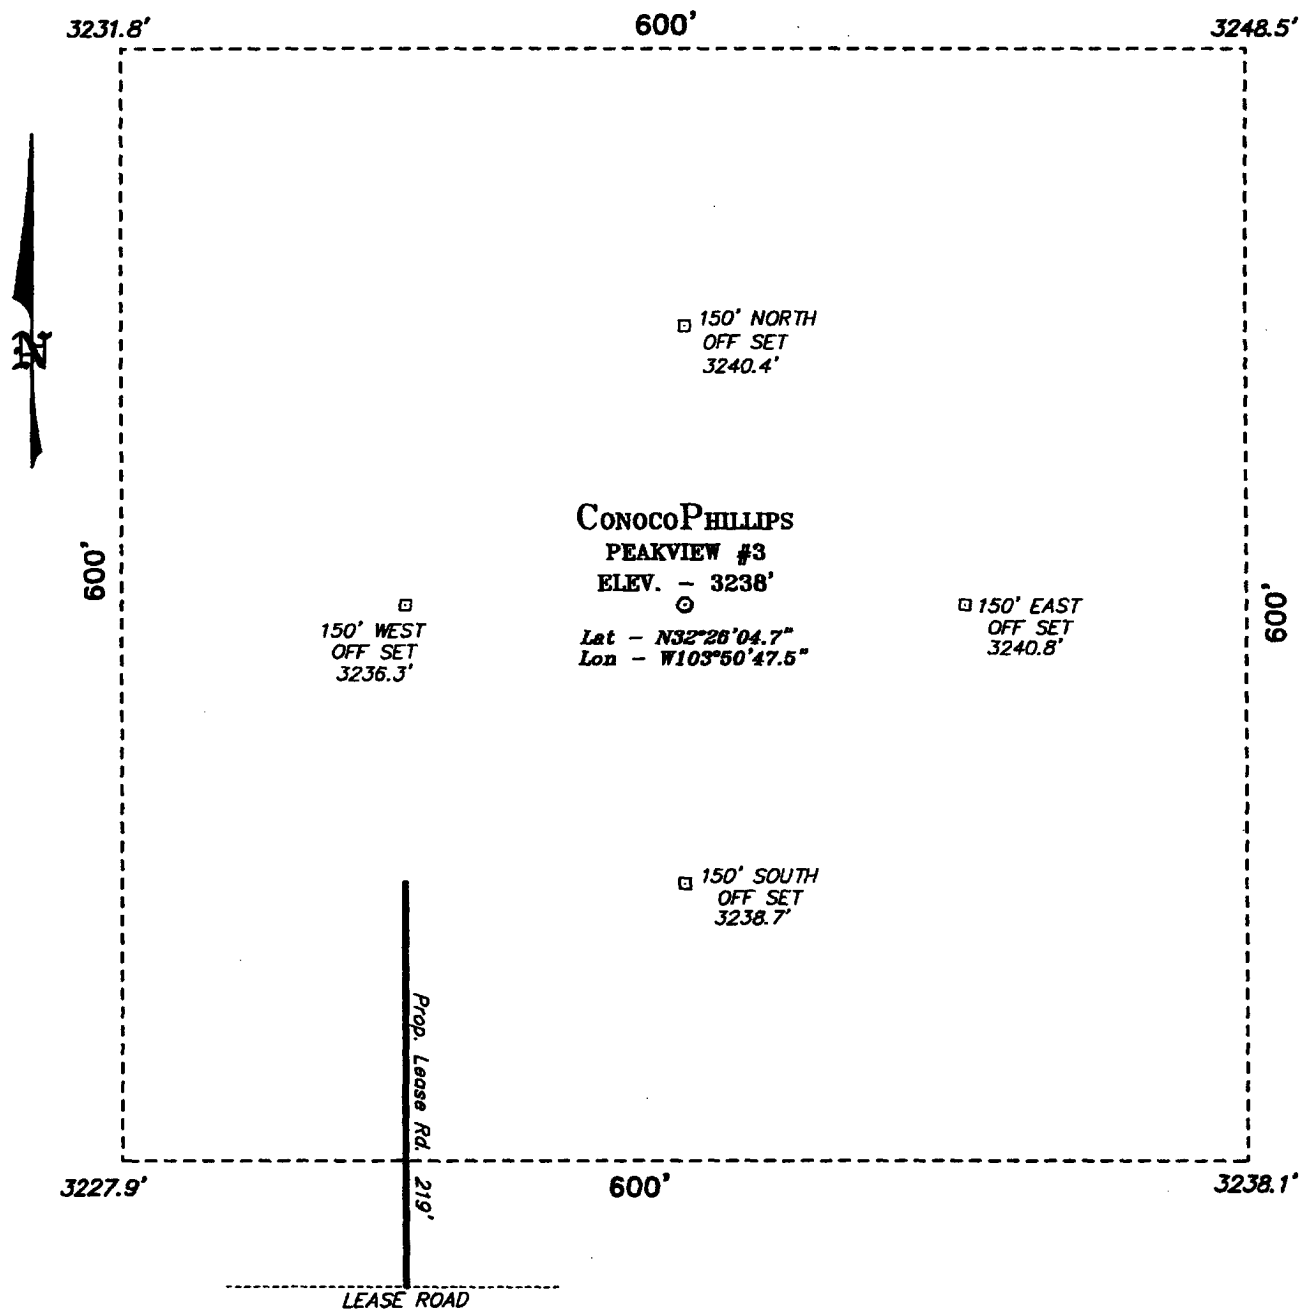 3231.8' 600' 3248.5'
N
150' NORTH
OFF SET
3240.4'
CONOCOPHILLIPS
PEAKVIEW #3
ELEV. - 3238'
600'
150' WEST
OFF SET
3236.3'
Lat - N32°26'04.7"
Lon - W103°50'47.5"
150' EAST
OFF SET
3240.8'
600'
150' SOUTH
OFF SET
3238.7'
Prop. Lease Rd. 219'
3227.9' 600' 3238.1'
LEASE ROAD